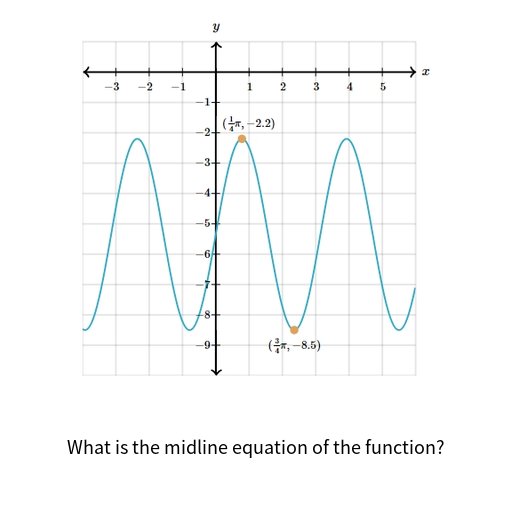 y
x
−3 −2 −1 1 2 3 4 5
−1
(1/4π, −2.2)
−2
−3
−4
−5
−6
−7
−8
−9
(3/4π, −8.5)
What is the midline equation of the function?